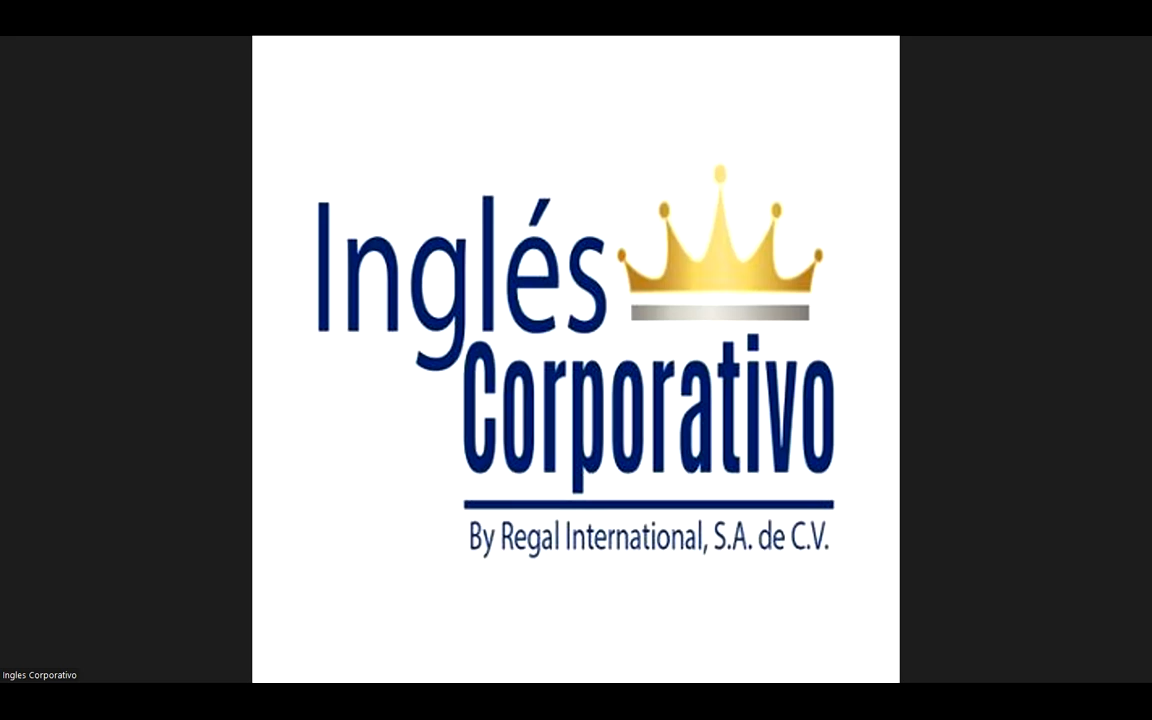 Inglés
Corporativo
By Regal International, S.A. de C.V.
Ingles Corporativo